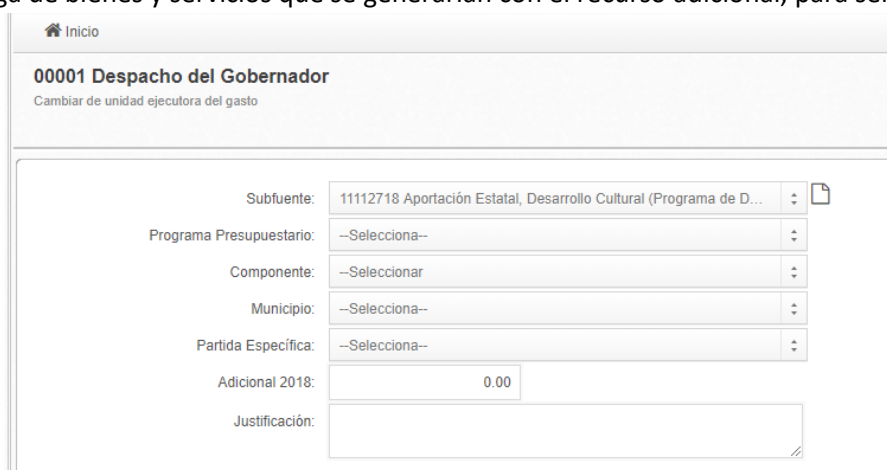 de bienes y servicios que se generarían con el recurso adicional, para
Inicio
00001 Despacho del Gobernador
Cambiar de unidad ejecutora del gasto
Subfuente: 11112718 Aportación Estatal, Desarrollo Cultural (Programa de D...
Programa Presupuestario: --Selecciona--
Componente: --Seleccionar
Municipio: --Selecciona--
Partida Específica: --Selecciona--
Adicional 2018: 0.00
Justificación: